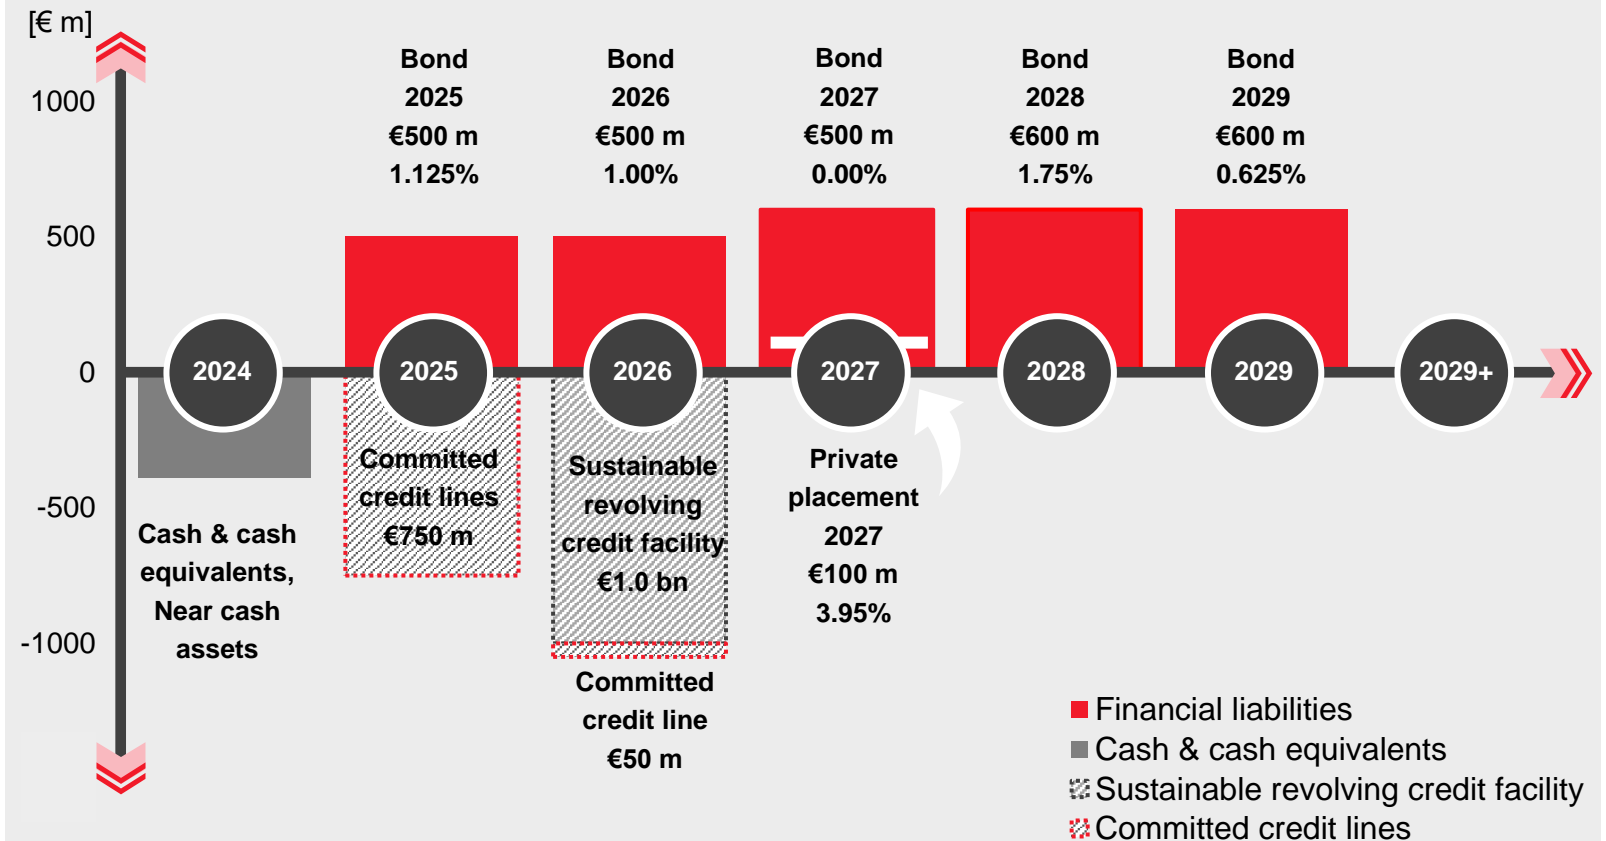 [€ m]
1000
500
0
-500
-1000
Bond
2025
€500 m
1.125%
Bond
2026
€500 m
1.00%
Bond
2027
€500 m
0.00%
Bond
2028
€600 m
1.75%
Bond
2029
€600 m
0.625%
2024
2025
2026
2027
2028
2029
2029+
Cash & cash
equivalents,
Near cash
assets
Committed
credit lines
€750 m
Sustainable
revolving
credit facility
€1.0 bn
Committed
credit line
€50 m
Private
placement
2027
€100 m
3.95%
Financial liabilities
Cash & cash equivalents
Sustainable revolving credit facility
Committed credit lines